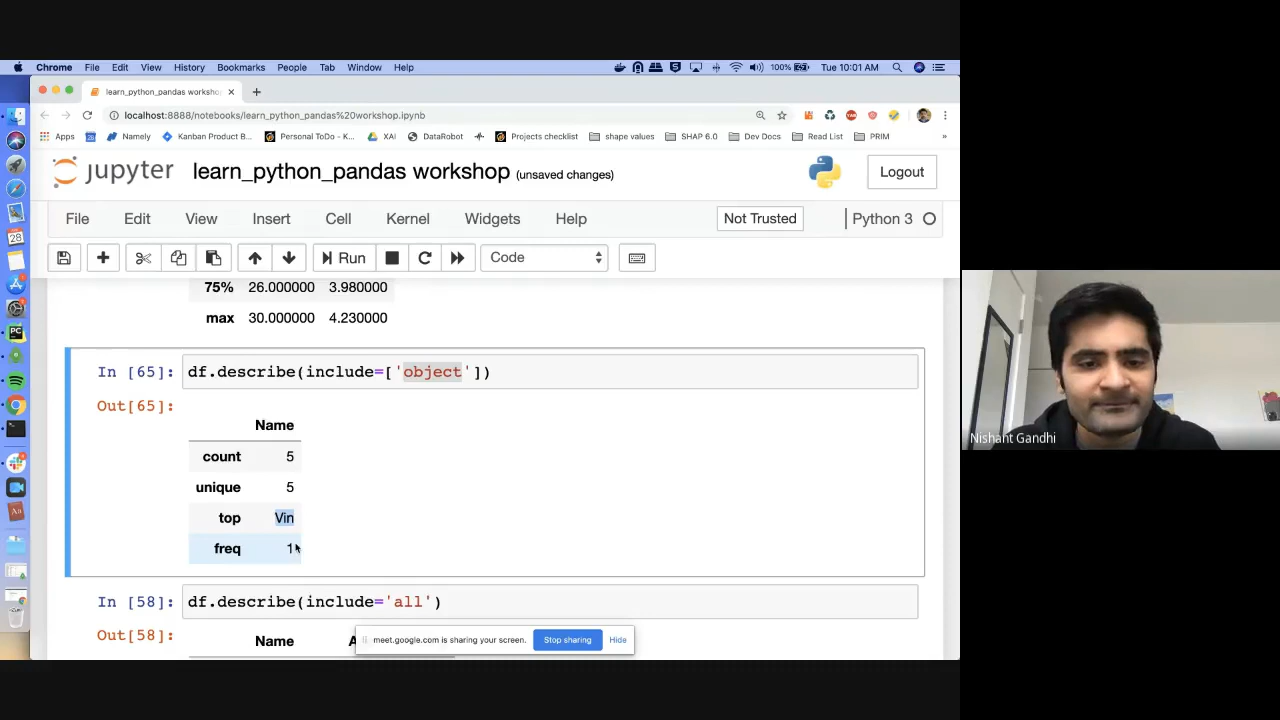 Chrome File Edit View History Bookmarks People Tab Window Help 100% Tue 10:01 AM
learn_python_pandas worksho
localhost:8888/notebooks/learn_python_pandas%20workshop.ipynb
Apps Namely Kanban Product B... Personal ToDo - K... XAI DataRobot Projects checklist shape values SHAP 6.0 Dev Docs Read List PRIM »
jupyter learn_python_pandas workshop (unsaved changes) Logout
File Edit View Insert Cell Kernel Widgets Help Not Trusted Python 3
Run Code
75% 26.000000 3.980000
max 30.000000 4.230000
In [65]: df.describe(include=['object'])
Out[65]:
Name
count 5
unique 5
top Vin
freq 1
In [58]: df.describe(include='all')
Out[58]:
Name A
meet.google.com is sharing your screen. Stop sharing Hide
Nishant Gandhi